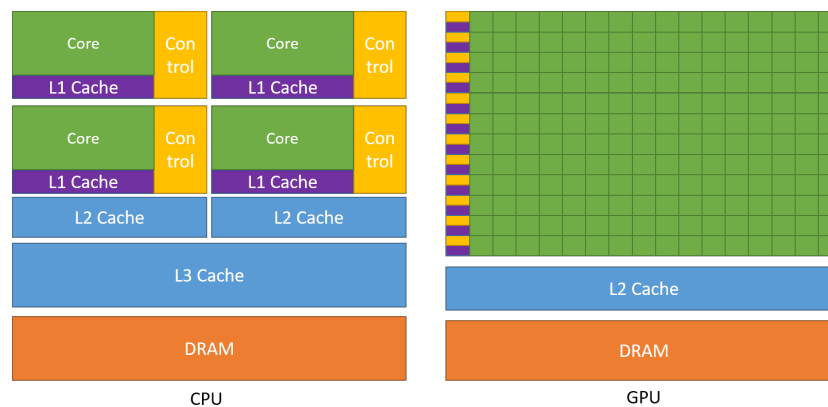 Core
Con
trol
L1 Cache
Core
Con
trol
L1 Cache
Core
Con
trol
L1 Cache
Core
Con
trol
L1 Cache
L2 Cache
L2 Cache
L3 Cache
DRAM
CPU
L2 Cache
DRAM
GPU